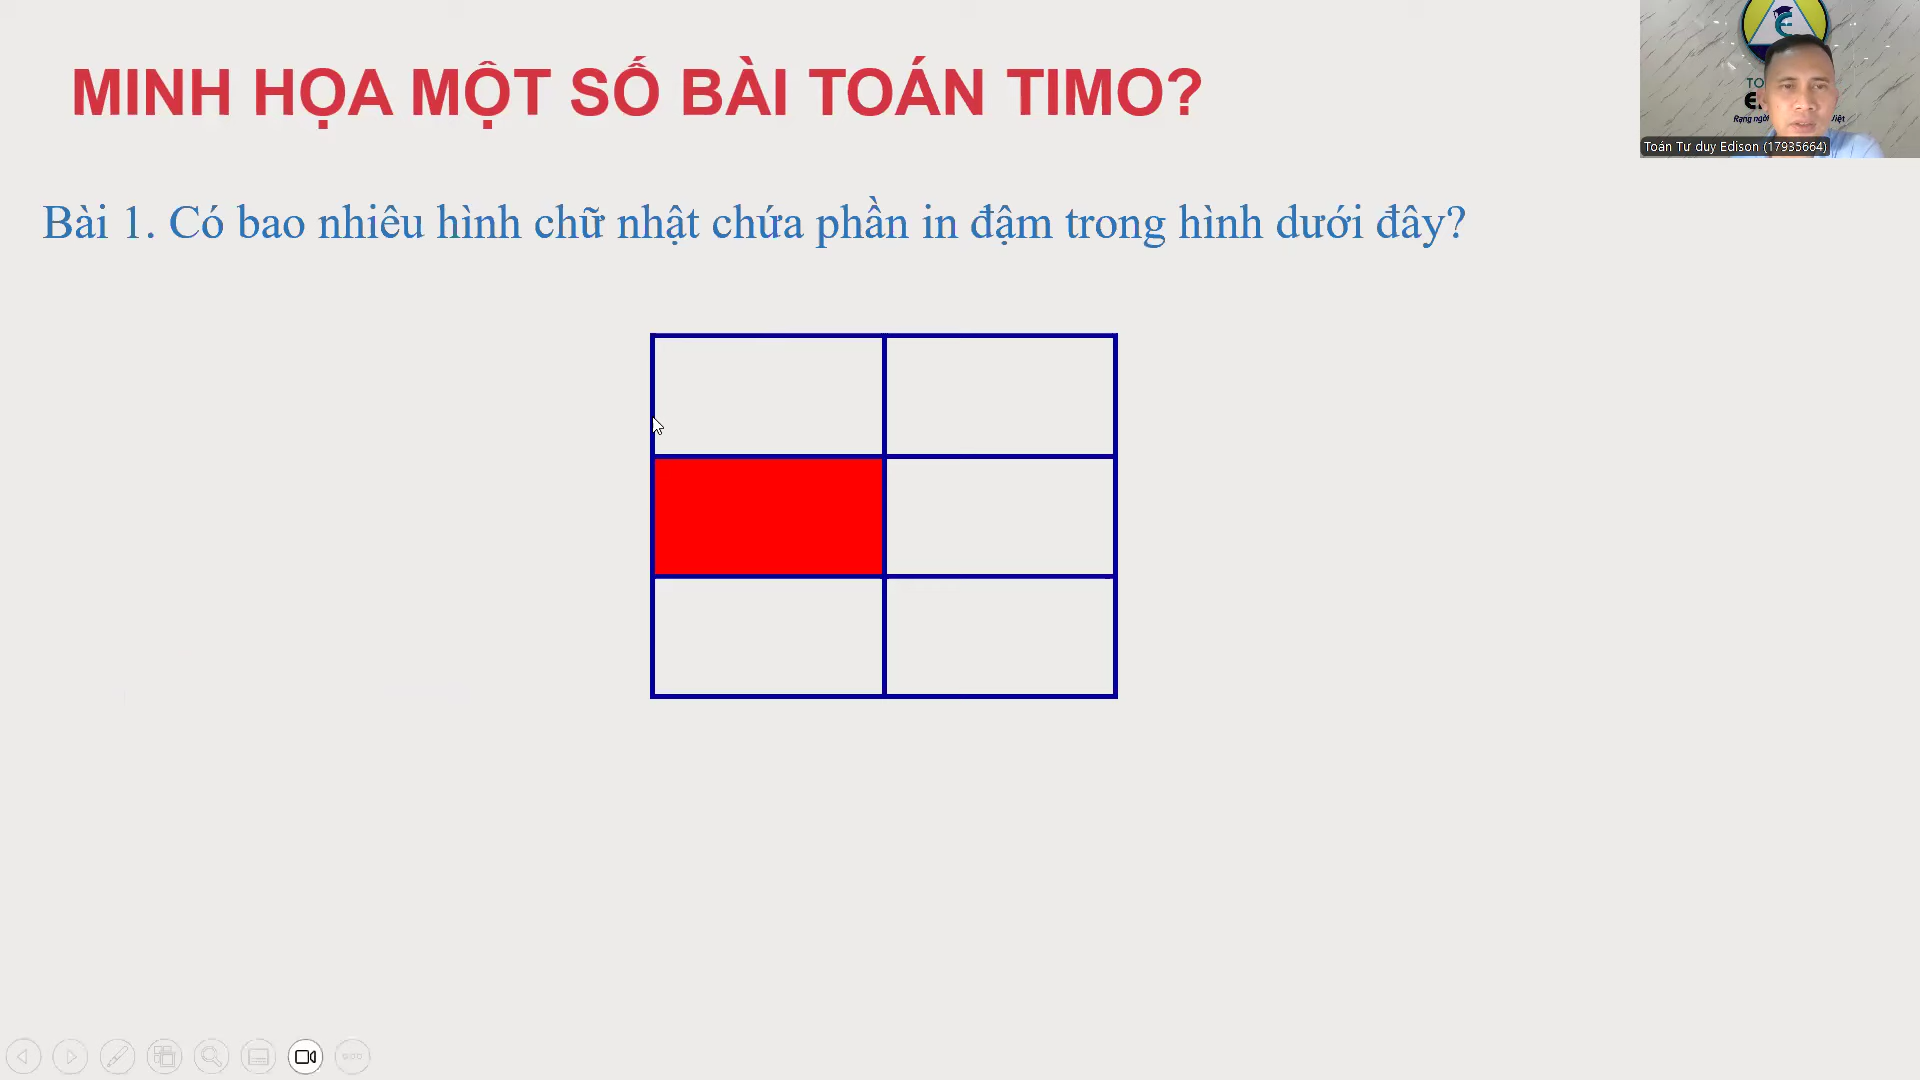 MINH HỌA MỘT SỐ BÀI TOÁN TIMO?
Toán Tư duy Edison (17935664)
Bài 1. Có bao nhiêu hình chữ nhật chứa phần in đậm trong hình dưới đây?